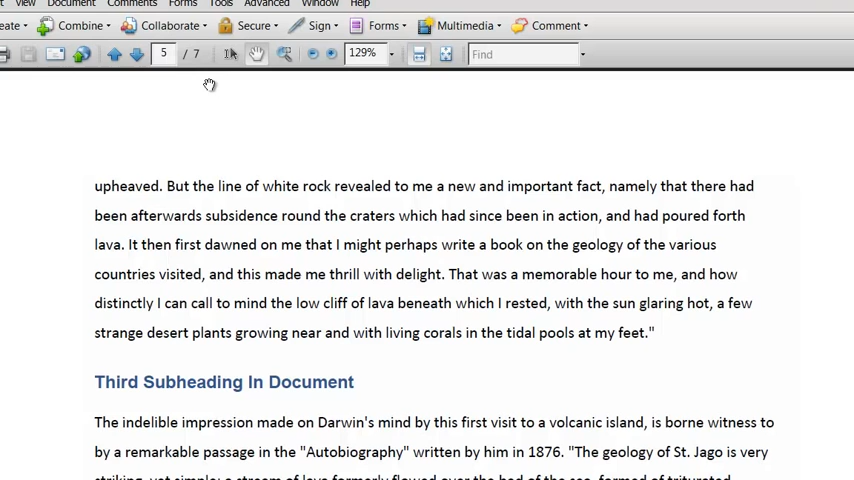 View Document Comments Forms Tools Advanced Window Help
Combine Collaborate Secure Sign Forms Multimedia Comment
5 / 7 129% Find
upheaved. But the line of white rock revealed to me a new and important fact, namely that there had
been afterwards subsidence round the craters which had since been in action, and had poured forth
lava. It then first dawned on me that I might perhaps write a book on the geology of the various
countries visited, and this made me thrill with delight. That was a memorable hour to me, and how
distinctly I can call to mind the low cliff of lava beneath which I rested, with the sun glaring hot, a few
strange desert plants growing near and with living corals in the tidal pools at my feet."
Third Subheading In Document
The indelible impression made on Darwin's mind by this first visit to a volcanic island, is borne witness to
by a remarkable passage in the "Autobiography" written by him in 1876. "The geology of St. Jago is very
striking, yet simple: a stream of lava formerly flowed over the bed of the sea, formed of triturated